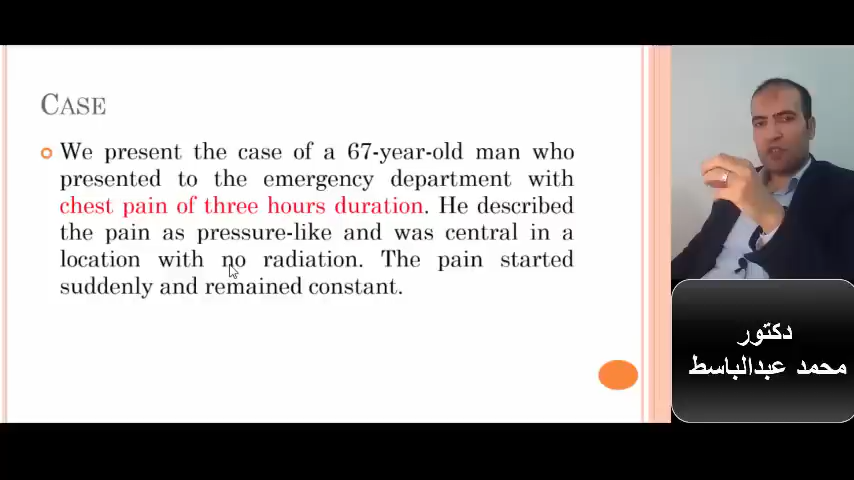 CASE
We present the case of a 67-year-old man who
presented to the emergency department with
chest pain of three hours duration. He described
the pain as pressure-like and was central in a
location with no radiation. The pain started
suddenly and remained constant.
دكتور
محمد عبدالباسط